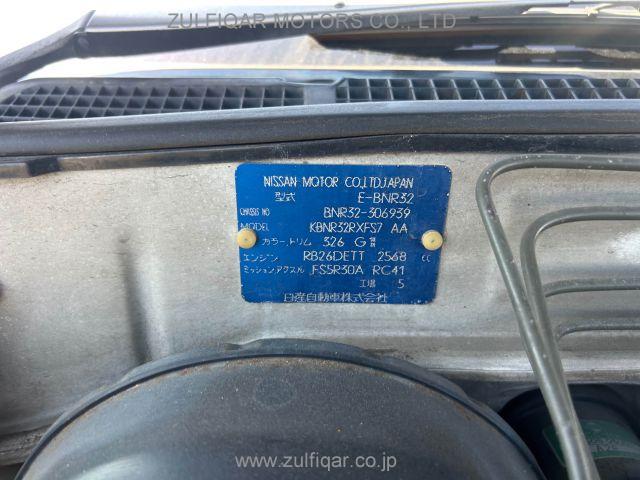 ZULFIQAR MOTORS CO., LTD.
NISSAN MOTOR CO.,LTD.JAPAN
型式 E-BNR32
CHASSIS NO BNR32-306939
MODEL KBNR32RXFS7 AA
カラー,トリム 326 G
エンジン RB26DETT 2568 cc
ミッションアクスル FS5R30A RC41
工場 5
日産自動車株式会社
www.zulfiqar.co.jp